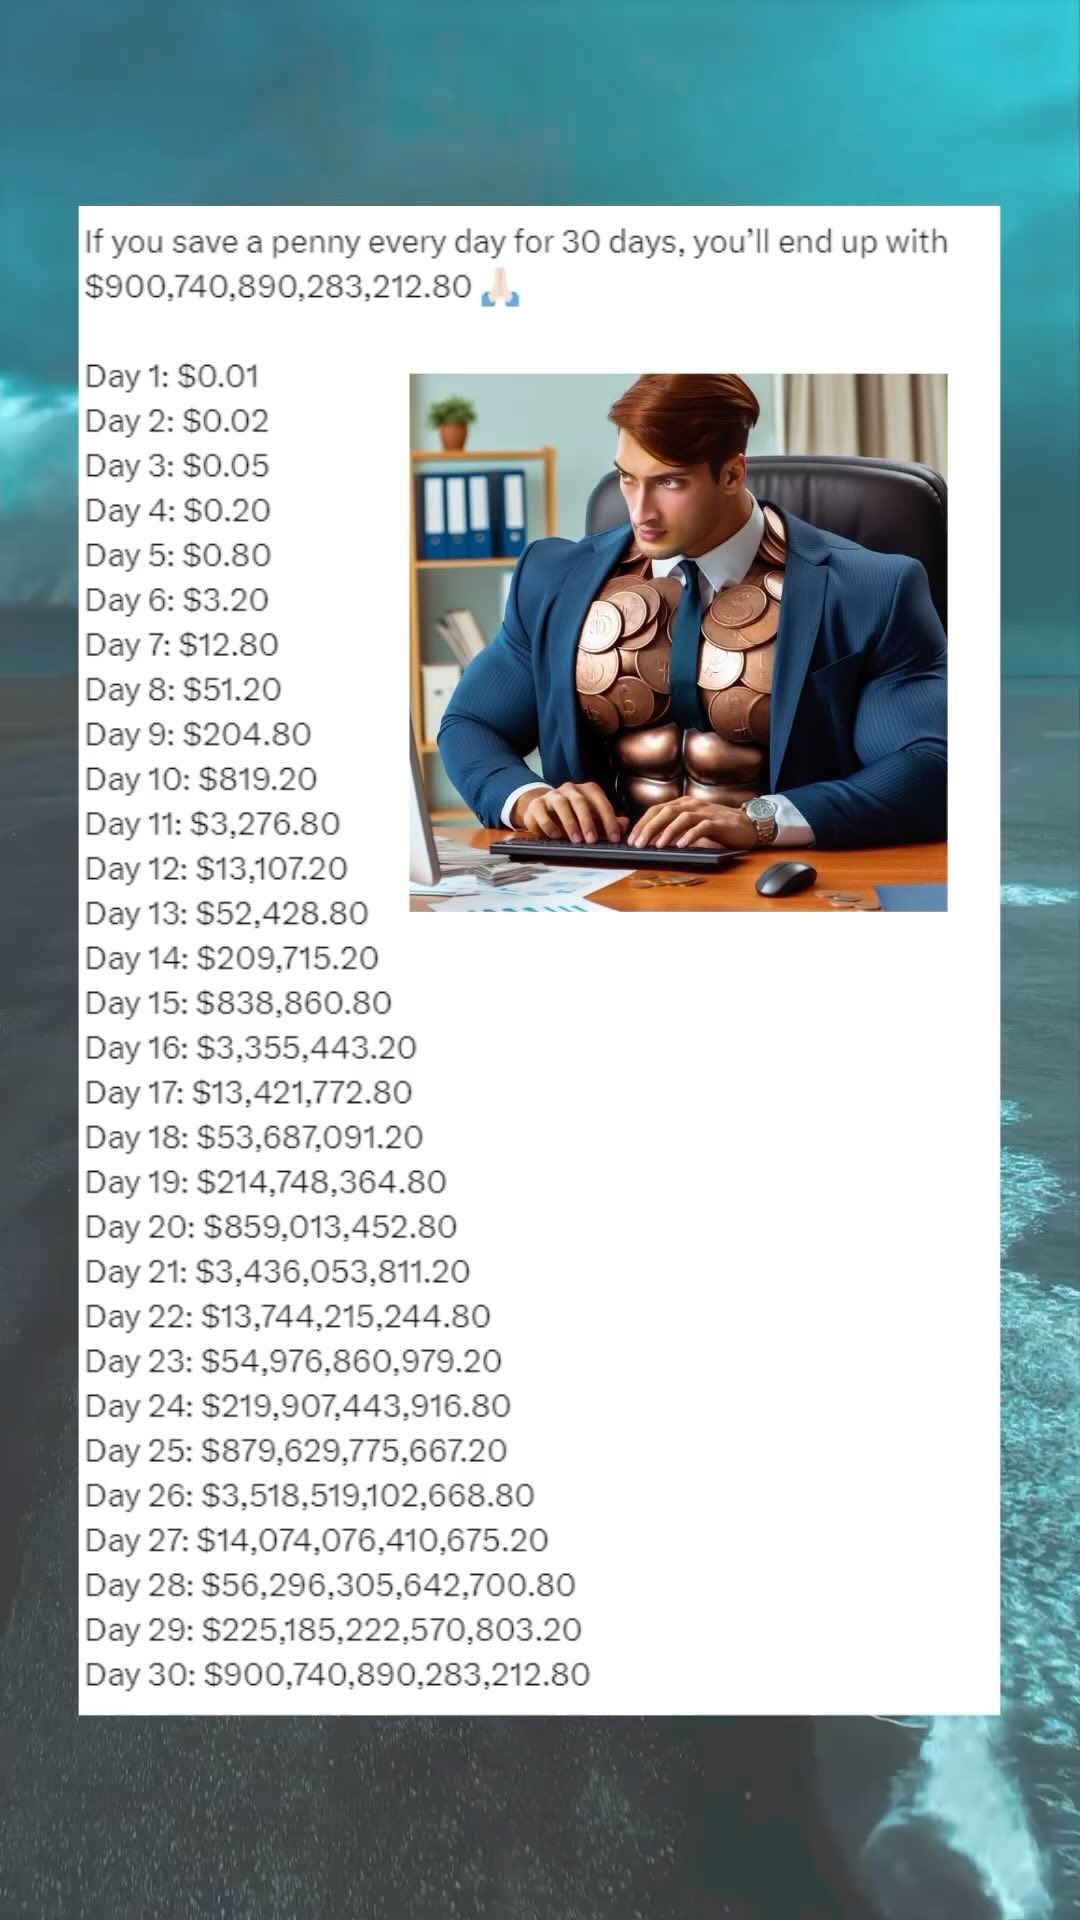 If you save a penny every day for 30 days, you’ll end up with
$900,740,890,283,212.80 🙏🏻
Day 1: $0.01
Day 2: $0.02
Day 3: $0.05
Day 4: $0.20
Day 5: $0.80
Day 6: $3.20
Day 7: $12.80
Day 8: $51.20
Day 9: $204.80
Day 10: $819.20
Day 11: $3,276.80
Day 12: $13,107.20
Day 13: $52,428.80
Day 14: $209,715.20
Day 15: $838,860.80
Day 16: $3,355,443.20
Day 17: $13,421,772.80
Day 18: $53,687,091.20
Day 19: $214,748,364.80
Day 20: $859,013,452.80
Day 21: $3,436,053,811.20
Day 22: $13,744,215,244.80
Day 23: $54,976,860,979.20
Day 24: $219,907,443,916.80
Day 25: $879,629,775,667.20
Day 26: $3,518,519,102,668.80
Day 27: $14,074,076,410,675.20
Day 28: $56,296,305,642,700.80
Day 29: $225,185,222,570,803.20
Day 30: $900,740,890,283,212.80